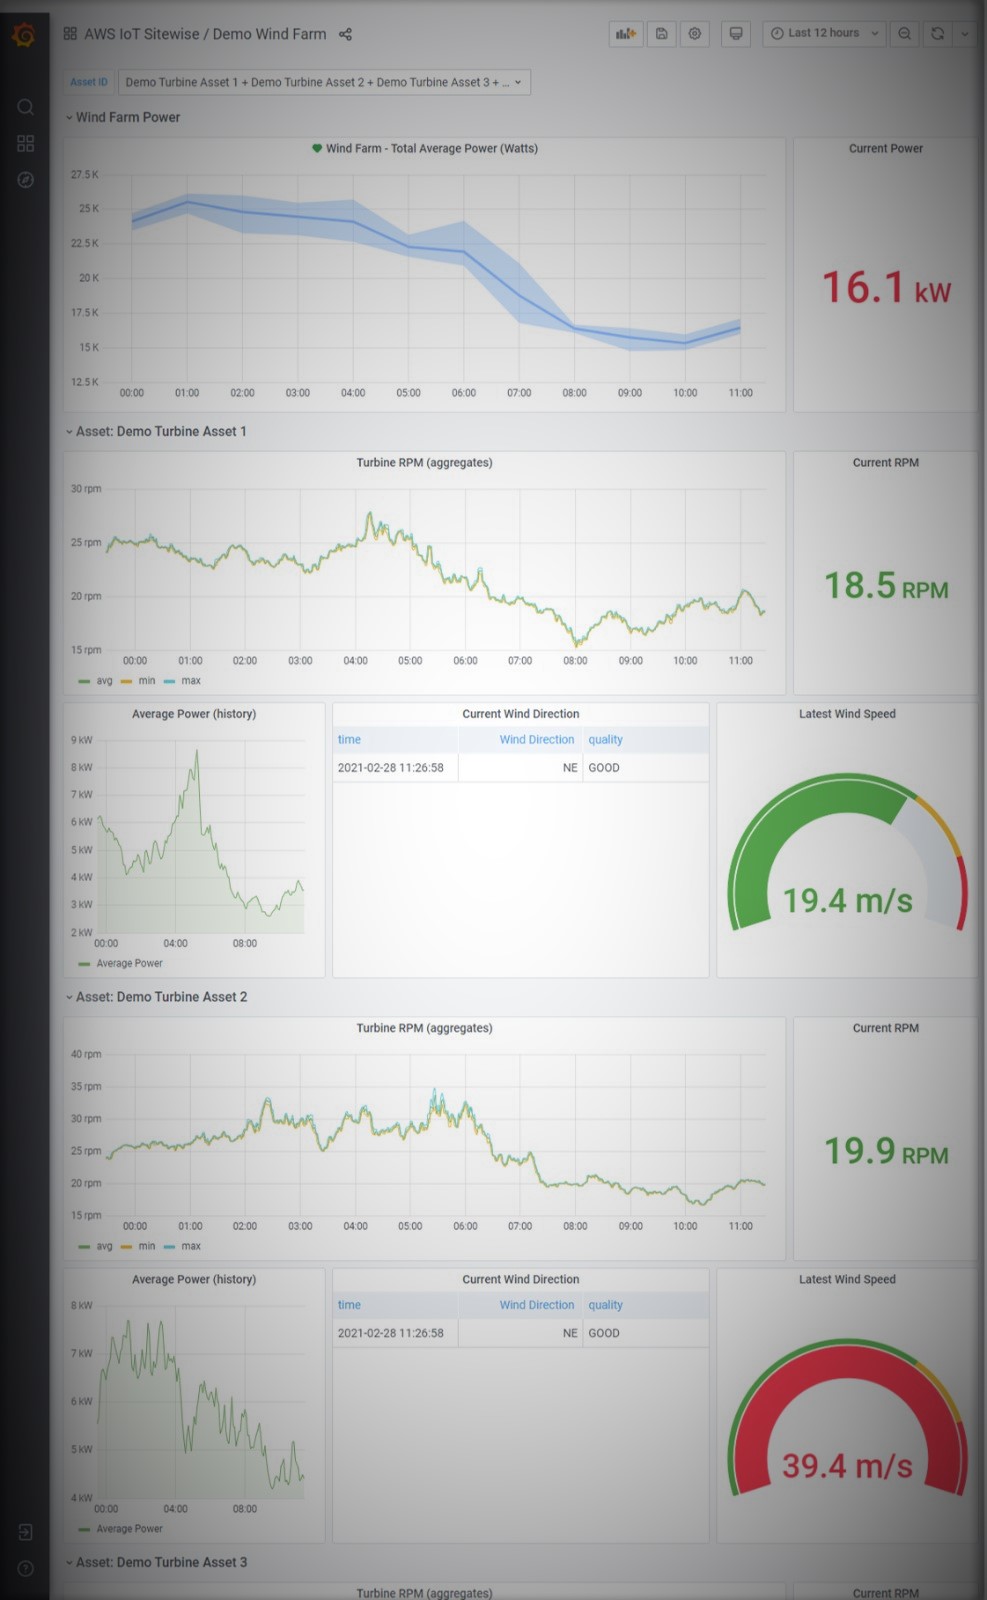 AWS IoT Sitewise / Demo Wind Farm
Last 12 hours
Asset ID Demo Turbine Asset 1 + Demo Turbine Asset 2 + Demo Turbine Asset 3 + ...
Wind Farm Power
Wind Farm - Total Average Power (Watts)
27.5 K
25 K
22.5 K
20 K
17.5 K
15 K
12.5 K
00:00 01:00 02:00 03:00 04:00 05:00 06:00 07:00 08:00 09:00 10:00 11:00
Current Power
16.1 kW
Asset: Demo Turbine Asset 1
Turbine RPM (aggregates)
30 rpm
25 rpm
20 rpm
15 rpm
00:00 01:00 02:00 03:00 04:00 05:00 06:00 07:00 08:00 09:00 10:00 11:00
avg min max
Current RPM
18.5 RPM
Average Power (history)
9 kW
8 kW
7 kW
6 kW
5 kW
4 kW
3 kW
2 kW
00:00 04:00 08:00
Average Power
Current Wind Direction
time Wind Direction quality
2021-02-28 11:26:58 NE GOOD
Latest Wind Speed
19.4 m/s
Asset: Demo Turbine Asset 2
Turbine RPM (aggregates)
40 rpm
35 rpm
30 rpm
25 rpm
20 rpm
15 rpm
00:00 01:00 02:00 03:00 04:00 05:00 06:00 07:00 08:00 09:00 10:00 11:00
avg min max
Current RPM
19.9 RPM
Average Power (history)
8 kW
7 kW
6 kW
5 kW
4 kW
00:00 04:00 08:00
Average Power
Current Wind Direction
time Wind Direction quality
2021-02-28 11:26:58 NE GOOD
Latest Wind Speed
39.4 m/s
Asset: Demo Turbine Asset 3
Turbine RPM (aggregates)
Current RPM